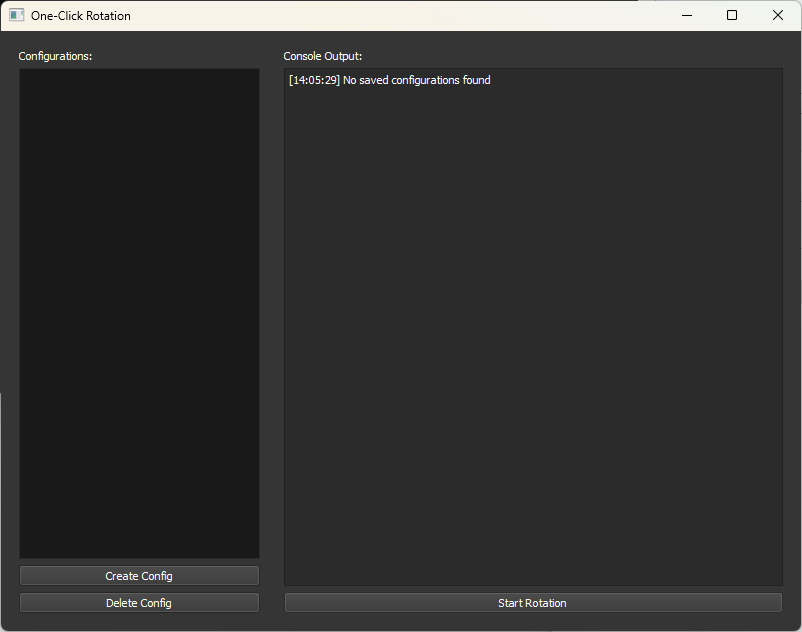 One-Click Rotation
Configurations:
Console Output:
[14:05:29] No saved configurations found
Create Config
Delete Config
Start Rotation